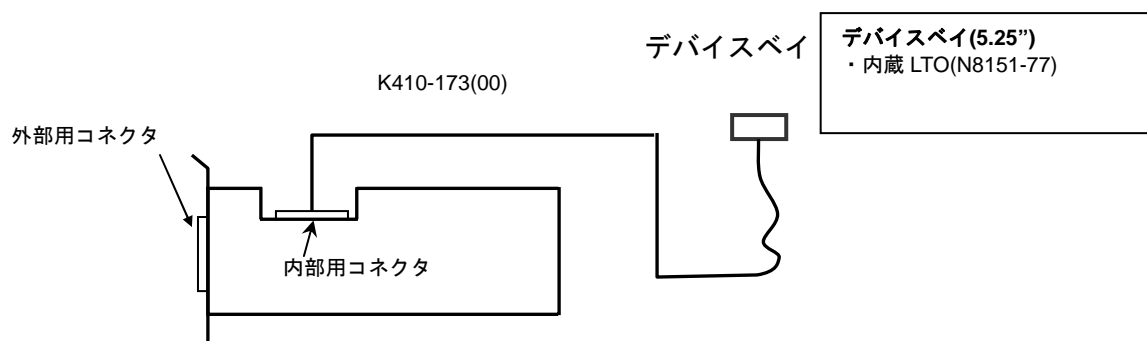 デバイスベイ
デバイスベイ(5.25”)
・内蔵 LTO(N8151-77)
K410-173(00)
外部用コネクタ
内部用コネクタ